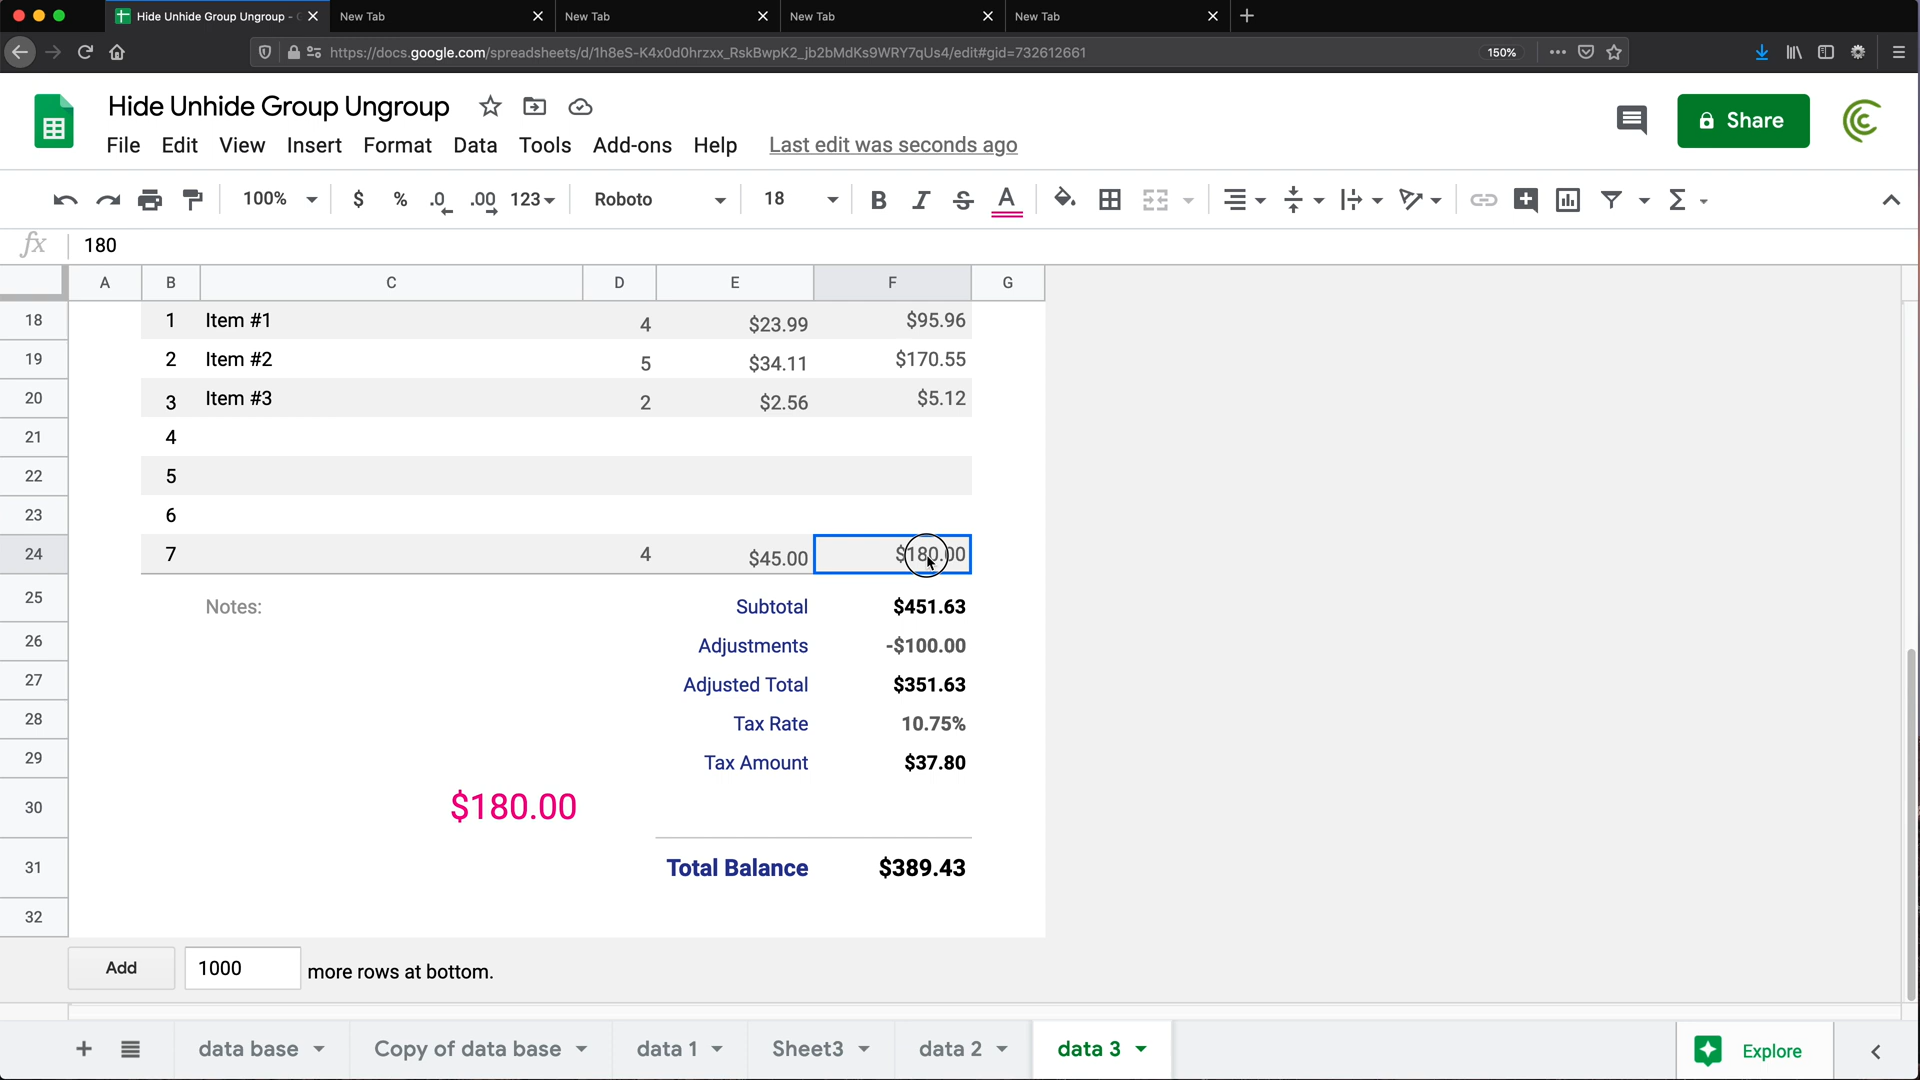 Hide Unhide Group Ungroup -
New Tab
New Tab
New Tab
New Tab
https://docs.google.com/spreadsheets/d/1h8eS-K4x0d0hrzxx_RskBwpK2_jb2bMdKs9WRY7qUs4/edit#gid=732612661
150%
Hide Unhide Group Ungroup
Share
File Edit View Insert Format Data Tools Add-ons Help Last edit was seconds ago
100% $ % .0 .00 123 Roboto 18 B I S A Σ
fx 180
A B C D E F G
18 1 Item #1 4 $23.99 $95.96
19 2 Item #2 5 $34.11 $170.55
20 3 Item #3 2 $2.56 $5.12
21 4
22 5
23 6
24 7 4 $45.00 $180.00
25 Notes: Subtotal $451.63
26 Adjustments -$100.00
27 Adjusted Total $351.63
28 Tax Rate 10.75%
29 Tax Amount $37.80
30 $180.00
31 Total Balance $389.43
32
Add 1000 more rows at bottom.
+ data base Copy of data base data 1 Sheet3 data 2 data 3 Explore